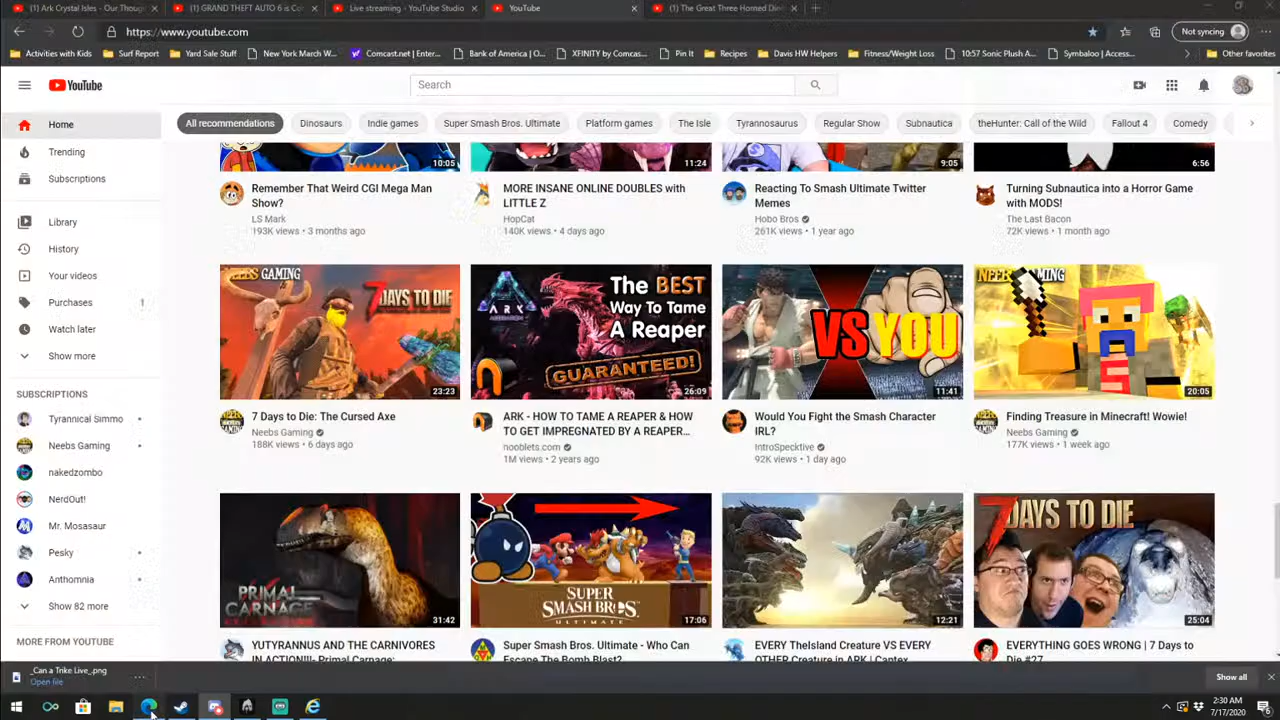 (1) Ark Crystal Isles - Our Thoug
(1) GRAND THEFT AUTO 6 is Co
Live streaming - YouTube Studio
YouTube
(1) The Great Three Horned Din
https://www.youtube.com
Not syncing
Activities with Kids
Surf Report
Yard Sale Stuff
New York March W...
Comcast.net | Enter...
Bank of America | O...
XFINITY by Comcas...
Pin It
Recipes
Davis HW Helpers
Fitness/Weight Loss
10:57 Sonic Plush A...
Symbaloo | Access...
Other favorites
YouTube
Search
Home
Trending
Subscriptions
Library
History
Your videos
Purchases
Watch later
Show more
SUBSCRIPTIONS
Tyrannical Simmo
Neebs Gaming
nakedzombo
NerdOut!
Mr. Mosasaur
Pesky
Anthomnia
Show 82 more
MORE FROM YOUTUBE
All recommendations
Dinosaurs
Indie games
Super Smash Bros. Ultimate
Platform games
The Isle
Tyrannosaurus
Regular Show
Subnautica
theHunter: Call of the Wild
Fallout 4
Comedy
10:05
11:24
9:05
6:56
Remember That Weird CGI Mega Man
Show?
LS Mark
193K views • 3 months ago
MORE INSANE ONLINE DOUBLES with
LITTLE Z
HopCat
140K views • 4 days ago
Reacting To Smash Ultimate Twitter
Memes
Hobo Bros
261K views • 1 year ago
Turning Subnautica into a Horror Game
with MODS!
The Last Bacon
72K views • 1 month ago
NEEBS GAMING
7 DAYS TO DIE
23:23
ARK
The BEST
Way To Tame
A Reaper
GUARANTEED!
26:09
VS YOU
11:41
20:05
7 Days to Die: The Cursed Axe
Neebs Gaming
188K views • 6 days ago
ARK - HOW TO TAME A REAPER & HOW
TO GET IMPREGNATED BY A REAPER...
nooblets.com
1M views • 2 years ago
Would You Fight the Smash Character
IRL?
IntroSpecktive
92K views • 1 day ago
Finding Treasure in Minecraft! Wowie!
Neebs Gaming
177K views • 1 week ago
PRIMAL
CARNAGE
31:42
SUPER
SMASH BROS.
ULTIMATE
17:06
12:21
7 DAYS TO DIE
25:04
YUTYRANNUS AND THE CARNIVORES
IN ACTION!!!- Primal Carnage:
Super Smash Bros. Ultimate - Who Can
Escape The Bomb Blast?
EVERY TheIsland Creature VS EVERY
OTHER Creature in ARK | Cantex
EVERYTHING GOES WRONG | 7 Days to
Die #27
_Can a Trike Live_.png
Open file
Show all
2:30 AM
7/17/2020